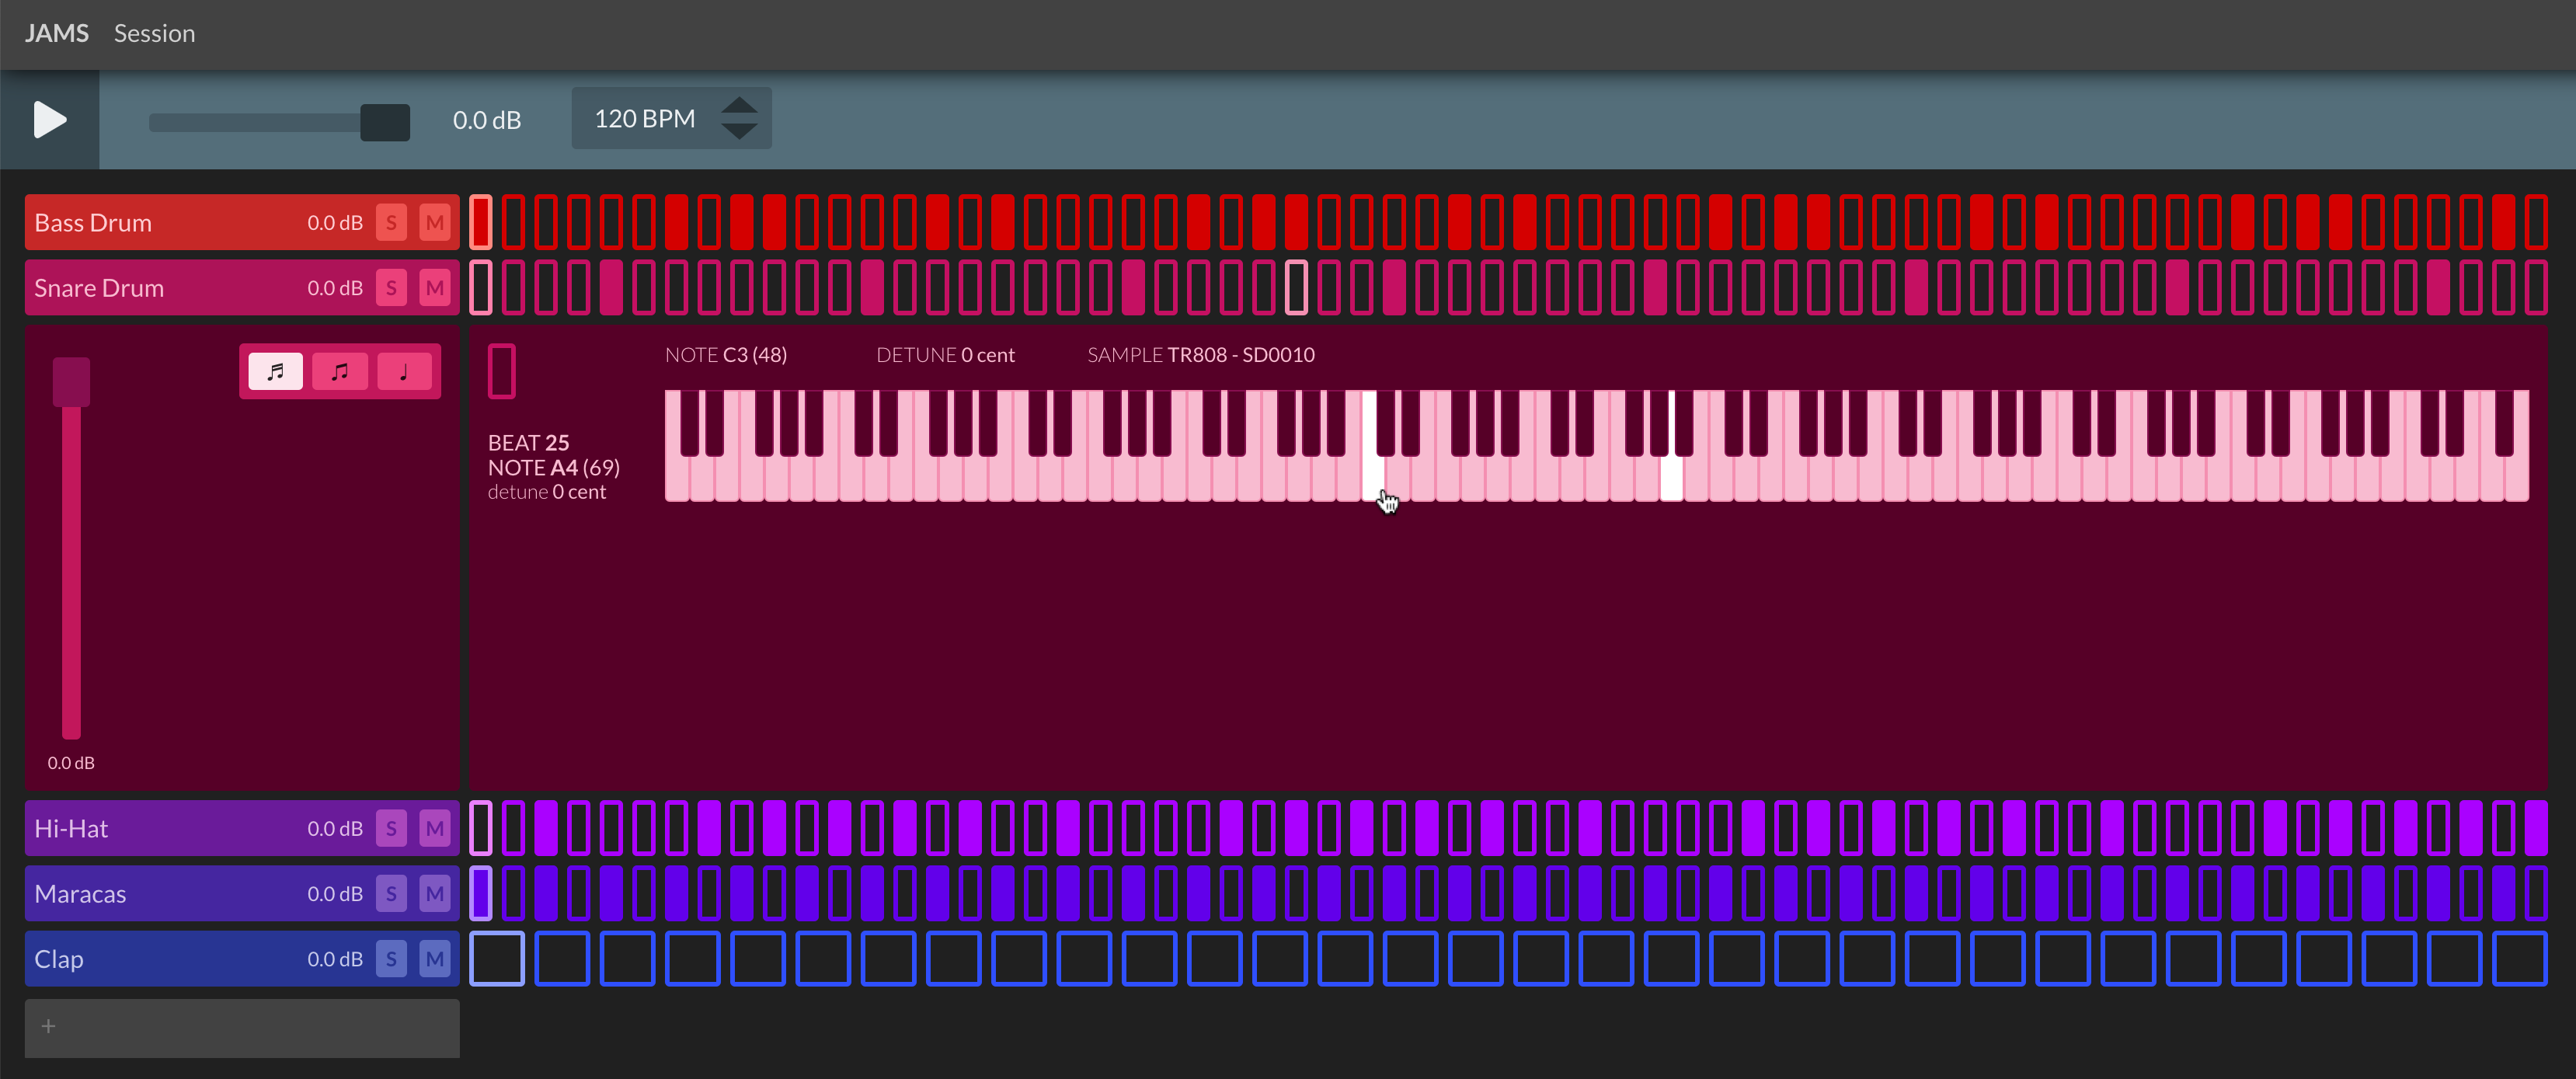 JAMS Session
0.0 dB 120 BPM
Bass Drum 0.0 dB S M
Snare Drum 0.0 dB S M
NOTE C3 (48) DETUNE 0 cent SAMPLE TR808 - SD0010
BEAT 25
NOTE A4 (69)
detune 0 cent
0.0 dB
Hi-Hat 0.0 dB S M
Maracas 0.0 dB S M
Clap 0.0 dB S M
+